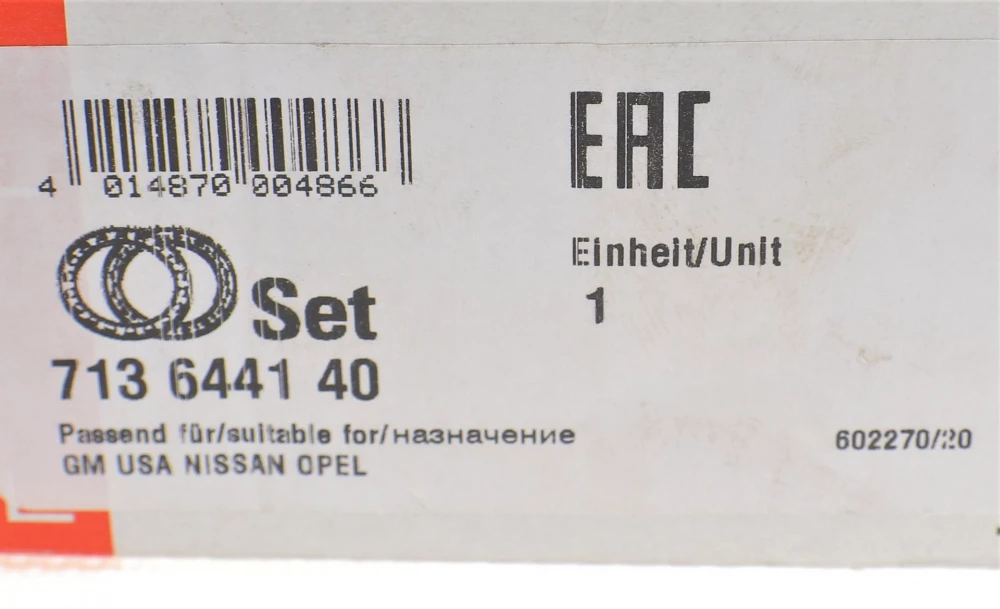 4 014870 004866
EAC
Einheit/Unit
1
Set
713 6441 40
Passend für/suitable for/назначение
GM USA NISSAN OPEL
602270/20